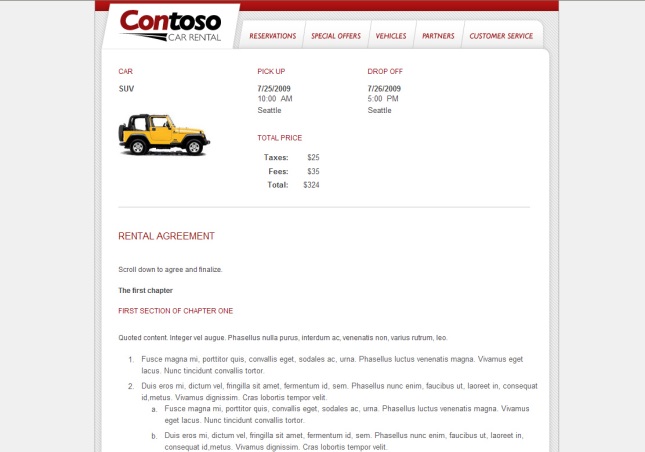 Contoso
CAR RENTAL
RESERVATIONS SPECIAL OFFERS VEHICLES PARTNERS CUSTOMER SERVICE
CAR PICK UP DROP OFF
SUV 7/25/2009 7/26/2009
10:00 AM 5:00 PM
Seattle Seattle
TOTAL PRICE
Taxes: $25
Fees: $35
Total: $324
RENTAL AGREEMENT
Scroll down to agree and finalize.
The first chapter
FIRST SECTION OF CHAPTER ONE
Quoted content. Integer vel augue. Phasellus nulla purus, interdum ac, venenatis non, varius rutrum, leo.
1. Fusce magna mi, porttitor quis, convallis eget, sodales ac, urna. Phasellus luctus venenatis magna. Vivamus eget
lacus. Nunc tincidunt convallis tortor.
2. Duis eros mi, dictum vel, fringilla sit amet, fermentum id, sem. Phasellus nunc enim, faucibus ut, laoreet in, consequat
id,metus. Vivamus dignissim. Cras lobortis tempor velit.
a. Fusce magna mi, porttitor quis, convallis eget, sodales ac, urna. Phasellus luctus venenatis magna. Vivamus
eget lacus. Nunc tincidunt convallis tortor.
b. Duis eros mi, dictum vel, fringilla sit amet, fermentum id, sem. Phasellus nunc enim, faucibus ut, laoreet in,
consequat id,metus. Vivamus dignissim. Cras lobortis tempor velit.